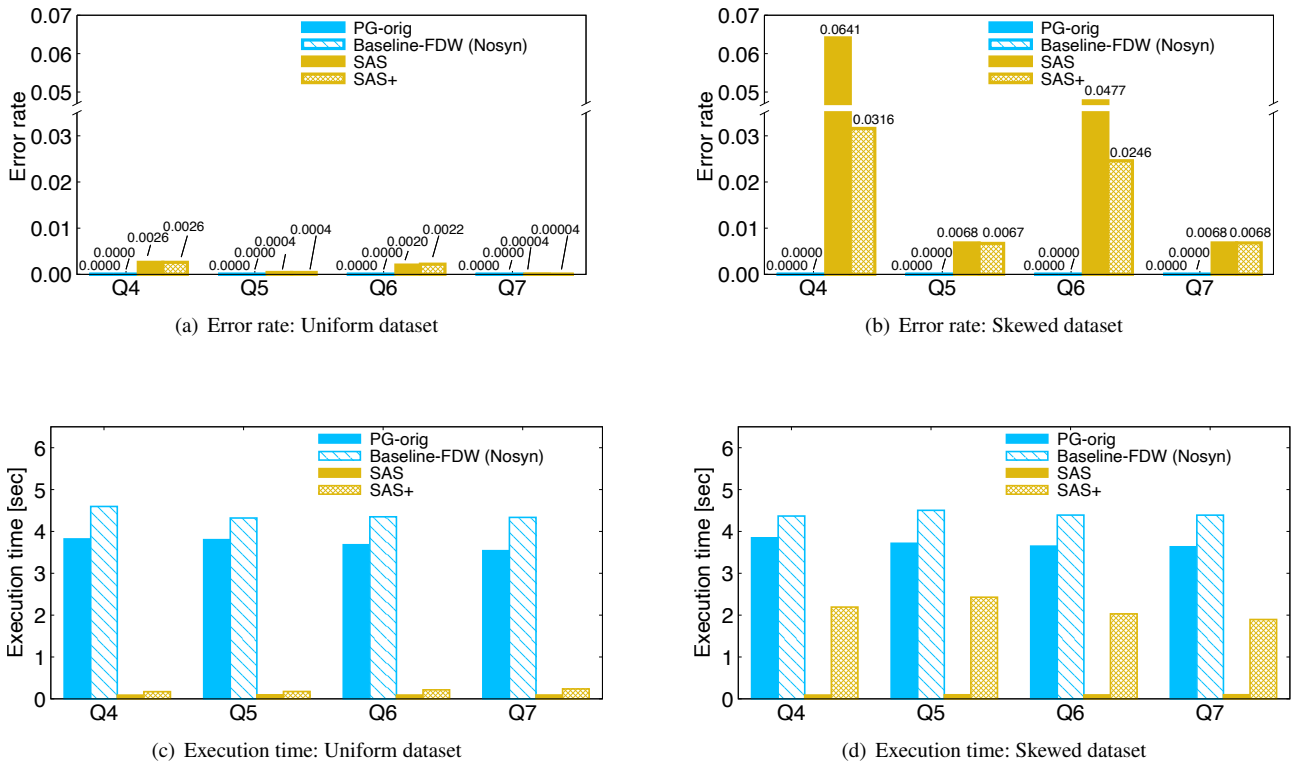 0.07
0.06
0.05
0.03
0.02
0.01
0.00
Error rate
PG-orig
Baseline-FDW (Nosyn)
SAS
SAS+
0.0000
0.0000
0.0026
0.0026
0.0000
0.0000
0.0004
0.0004
0.0000
0.0000
0.0020
0.0022
0.0000
0.0000
0.00004
0.00004
Q4 Q5 Q6 Q7
(a) Error rate: Uniform dataset
0.07
0.06
0.05
0.03
0.02
0.01
0.00
Error rate
PG-orig
Baseline-FDW (Nosyn)
SAS
SAS+
0.0000
0.0000
0.0641
0.0316
0.0000
0.0000
0.0068
0.0067
0.0000
0.0000
0.0477
0.0246
0.0000
0.0000
0.0068
0.0068
Q4 Q5 Q6 Q7
(b) Error rate: Skewed dataset
6
5
4
3
2
1
0
Execution time [sec]
PG-orig
Baseline-FDW (Nosyn)
SAS
SAS+
Q4 Q5 Q6 Q7
(c) Execution time: Uniform dataset
6
5
4
3
2
1
0
Execution time [sec]
PG-orig
Baseline-FDW (Nosyn)
SAS
SAS+
Q4 Q5 Q6 Q7
(d) Execution time: Skewed dataset